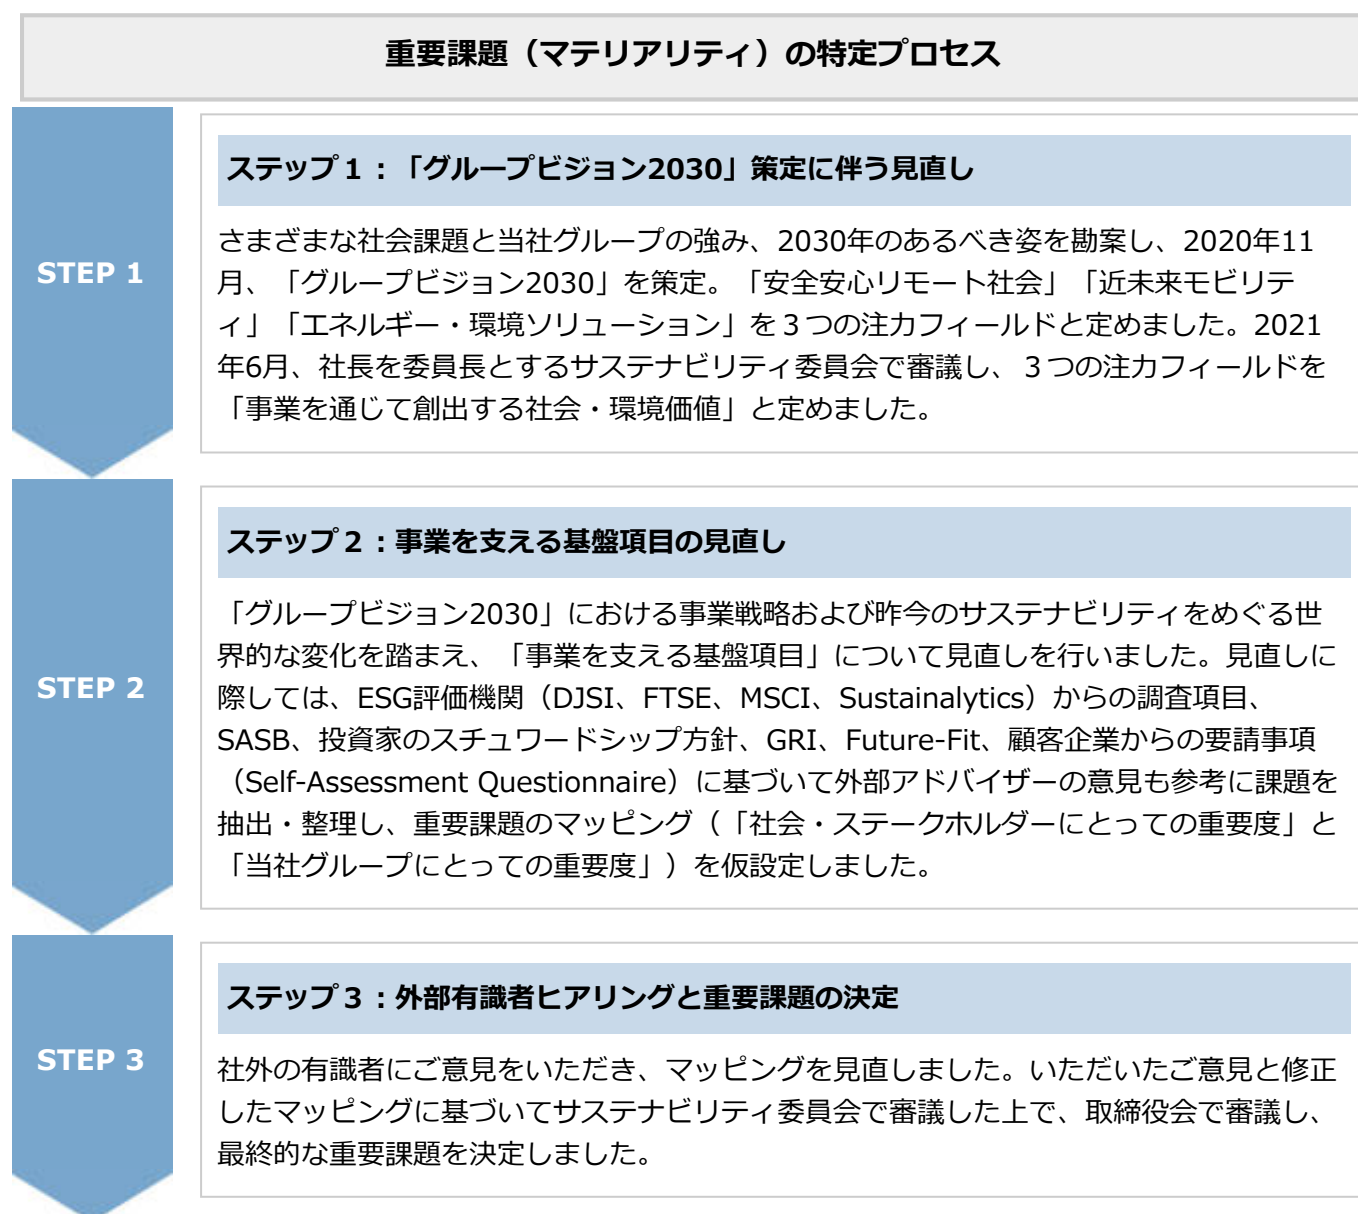 重要課題（マテリアリティ）の特定プロセス
STEP 1
ステップ１：「グループビジョン2030」策定に伴う見直し
さまざまな社会課題と当社グループの強み、2030年のあるべき姿を勘案し、2020年11
月、「グループビジョン2030」を策定。「安全安心リモート社会」「近未来モビリテ
ィ」「エネルギー・環境ソリューション」を３つの注力フィールドと定めました。2021
年6月、社長を委員長とするサステナビリティ委員会で審議し、３つの注力フィールドを
「事業を通じて創出する社会・環境価値」と定めました。
STEP 2
ステップ２：事業を支える基盤項目の見直し
「グループビジョン2030」における事業戦略および昨今のサステナビリティをめぐる世
界的な変化を踏まえ、「事業を支える基盤項目」について見直しを行いました。見直しに
際しては、ESG評価機関（DJSI、FTSE、MSCI、Sustainalytics）からの調査項目、
SASB、投資家のスチュワードシップ方針、GRI、Future-Fit、顧客企業からの要請事項
（Self-Assessment Questionnaire）に基づいて外部アドバイザーの意見も参考に課題を
抽出・整理し、重要課題のマッピング（「社会・ステークホルダーにとっての重要度」と
「当社グループにとっての重要度」）を仮設定しました。
STEP 3
ステップ３：外部有識者ヒアリングと重要課題の決定
社外の有識者にご意見をいただき、マッピングを見直しました。いただいたご意見と修正
したマッピングに基づいてサステナビリティ委員会で審議した上で、取締役会で審議し、
最終的な重要課題を決定しました。